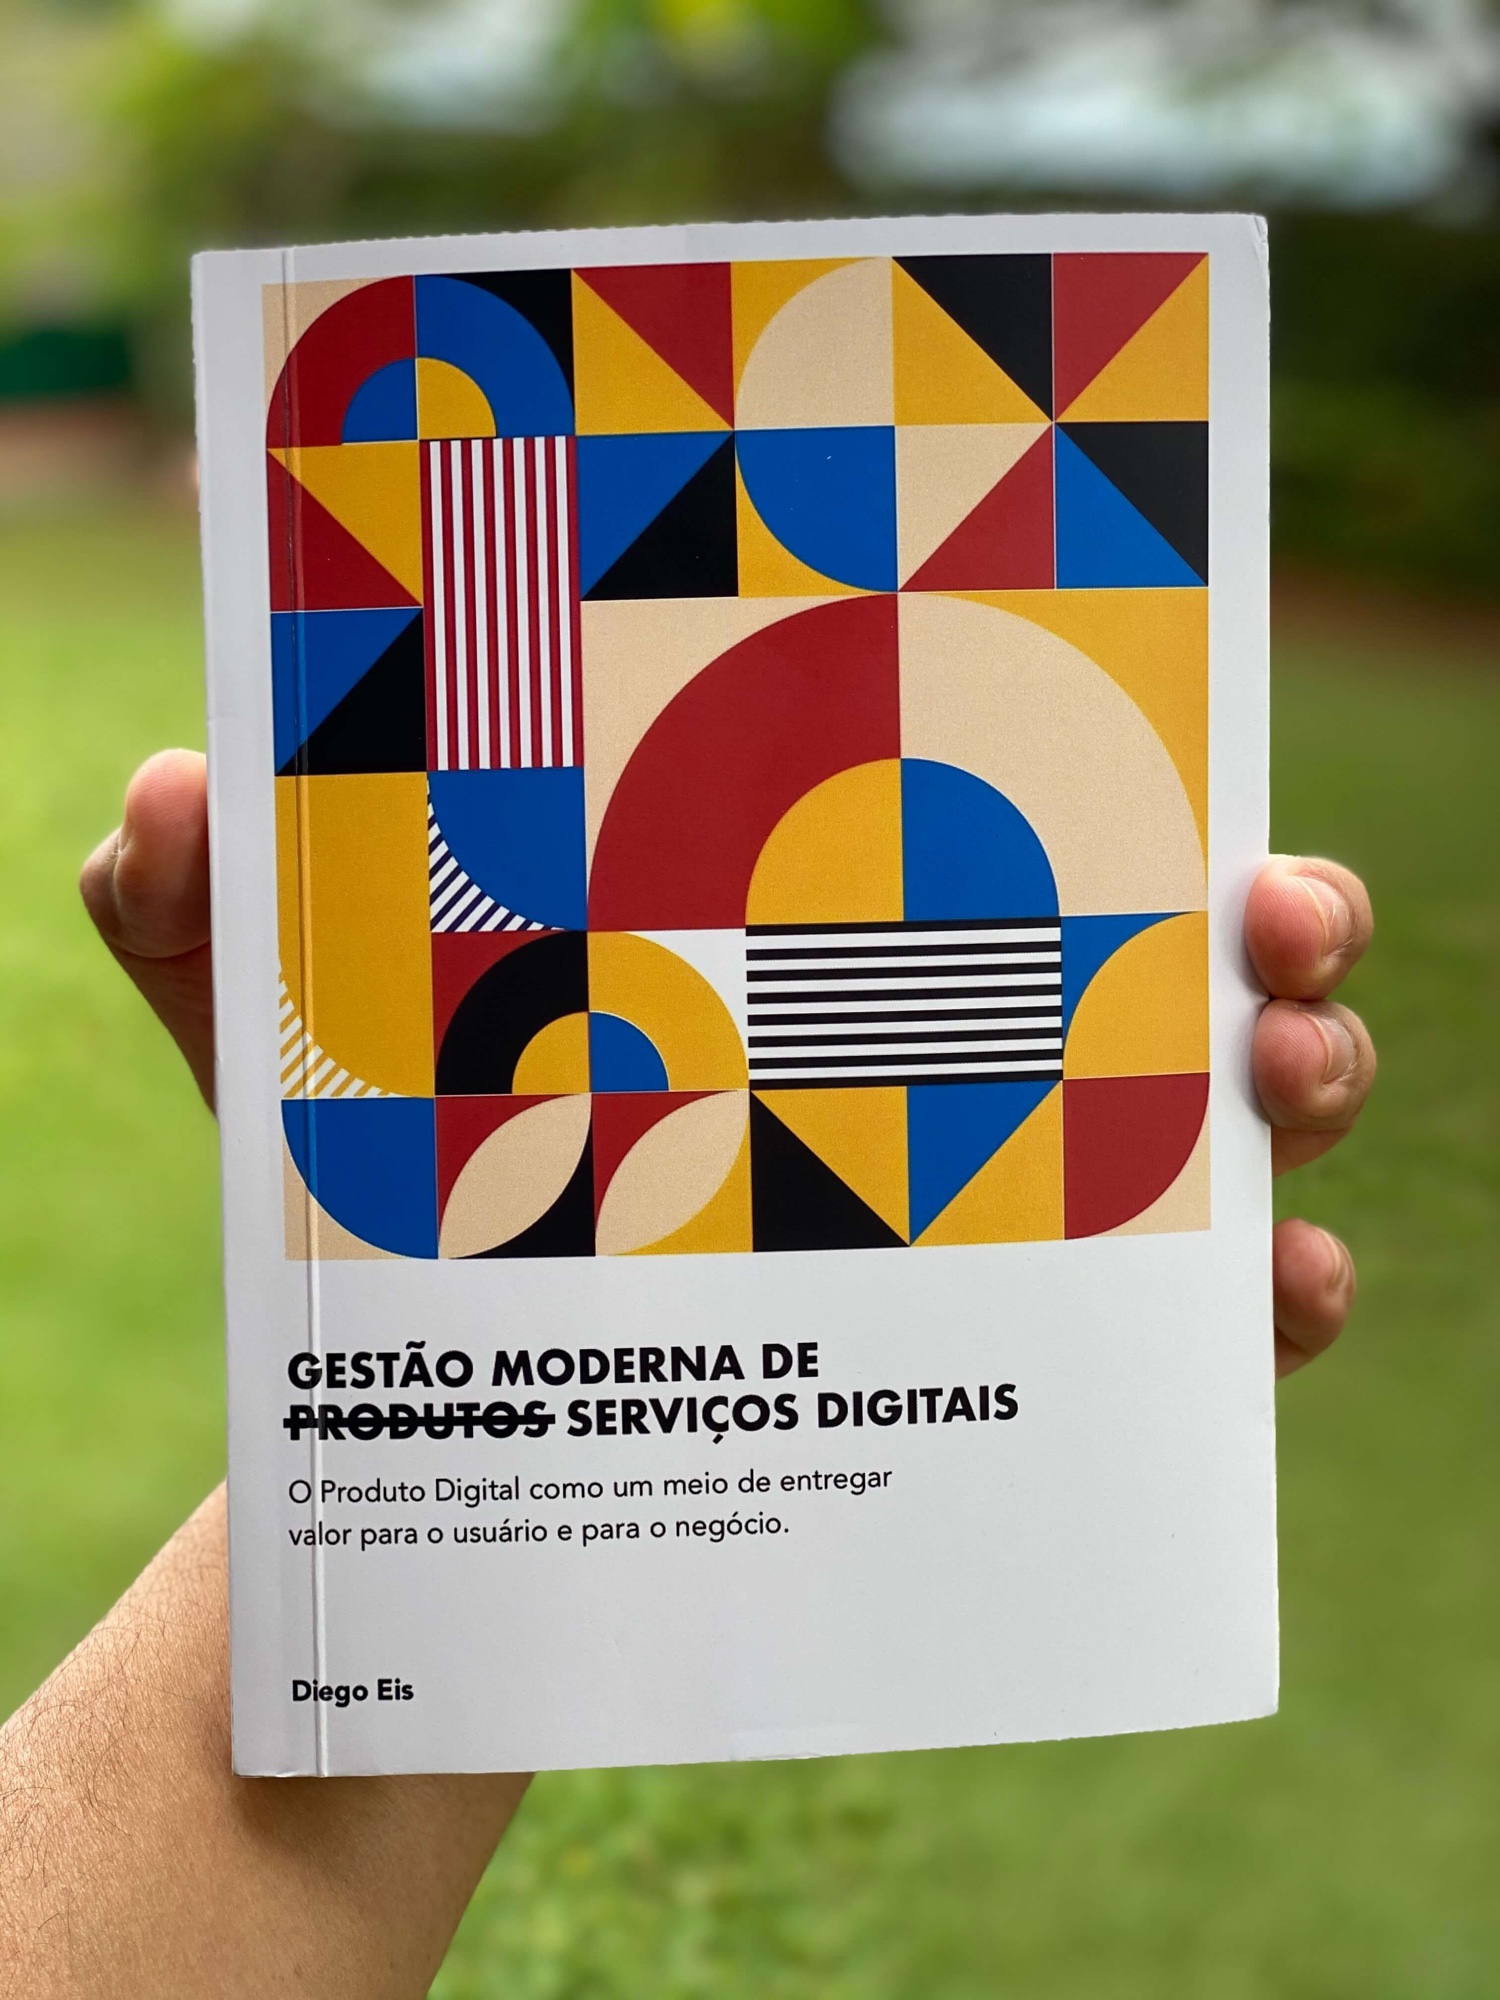 GESTÃO MODERNA DE
PRODUTOS SERVIÇOS DIGITAIS
O Produto Digital como um meio de entregar
valor para o usuário e para o negócio.
Diego Eis